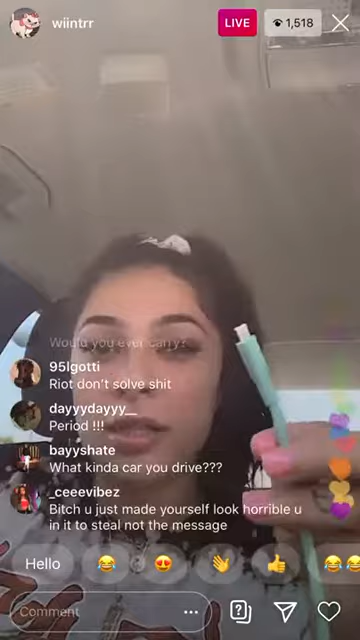 wiintrr
LIVE
1,518
Would you ever carry?
95lgotti
Riot don't solve shit
dayyydayyy__
Period !!!
bayyshate
What kinda car you drive???
_ceeevibez
Bitch u just made yourself look horrible u
in it to steal not the message
Hello
Comment